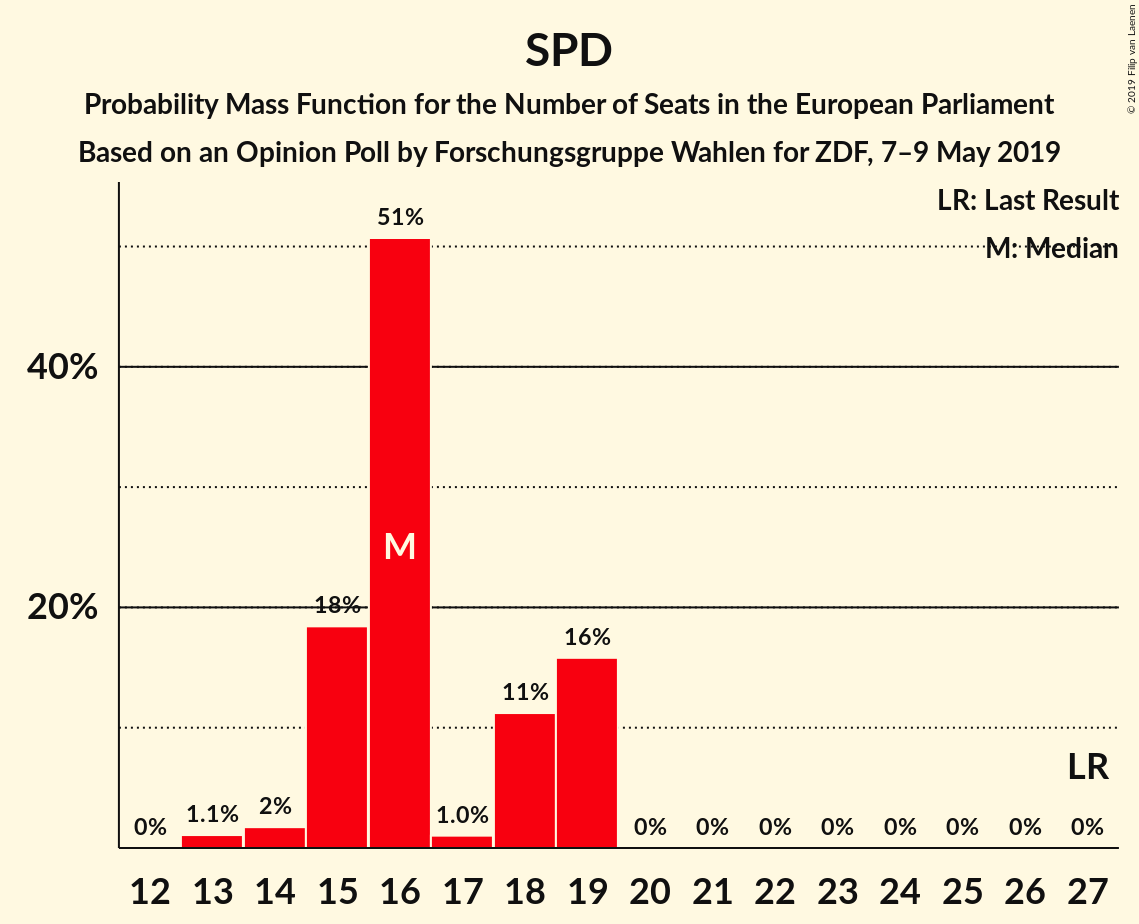 SPD
Probability Mass Function for the Number of Seats in the European Parliament
Based on an Opinion Poll by Forschungsgruppe Wahlen for ZDF, 7–9 May 2019
© 2019 Filip van Laenen
LR: Last Result
M: Median
51%
40%
M
20%
18%
16%
11%
LR
0% 1.1% 2% 1.0% 0% 0% 0% 0% 0% 0% 0% 0%
12 13 14 15 16 17 18 19 20 21 22 23 24 25 26 27